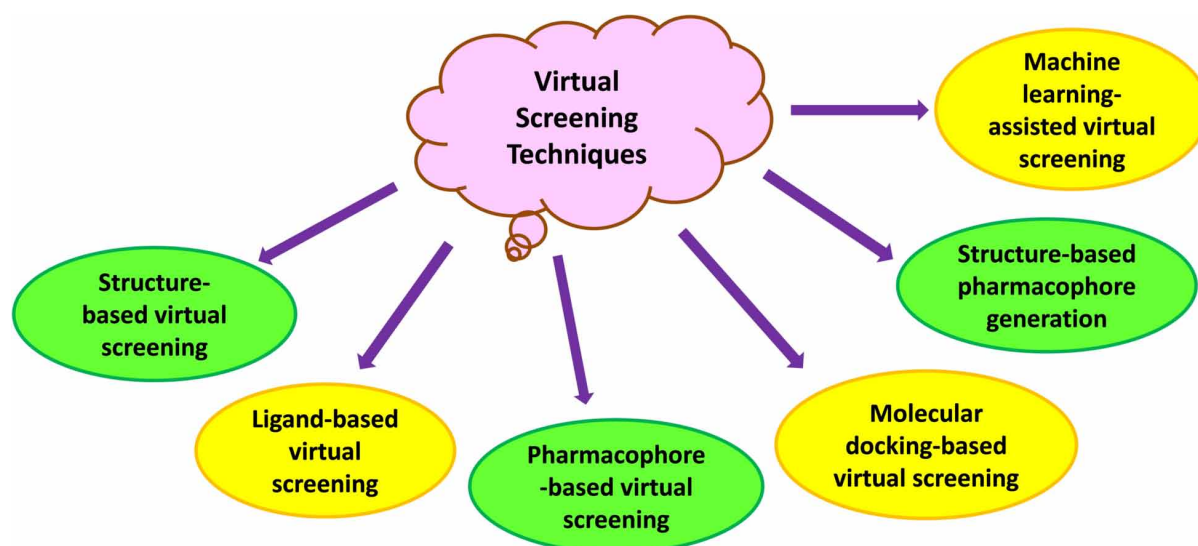 Virtual
Screening
Techniques
Machine
learning-
assisted virtual
screening
Structure-based
pharmacophore
generation
Structure-
based virtual
screening
Ligand-based
virtual
screening
Pharmacophore
-based virtual
screening
Molecular
docking-based
virtual screening